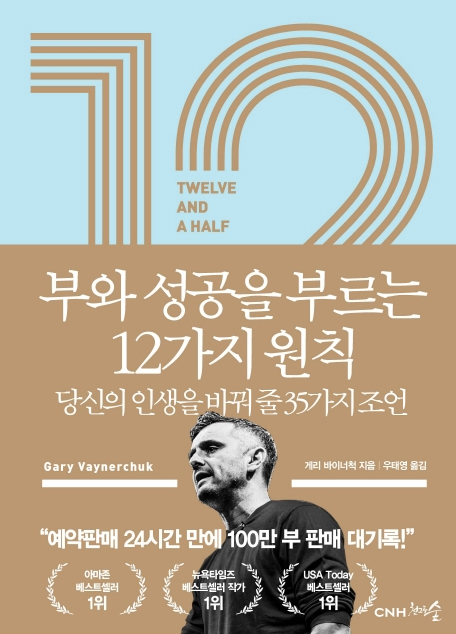 12
TWELVE
AND
A HALF
부와 성공을 부르는
12가지 원칙
당신의 인생을 바꿔 줄 35가지 조언
Gary Vaynerchuk
게리 바이너척 지음 | 우태영 옮김
“예약판매 24시간 만에 100만 부 판매 대기록!”
아마존
베스트셀러
1위
뉴욕타임즈
베스트셀러 작가
1위
USA Today
베스트셀러
1위
CNH 천그루숲